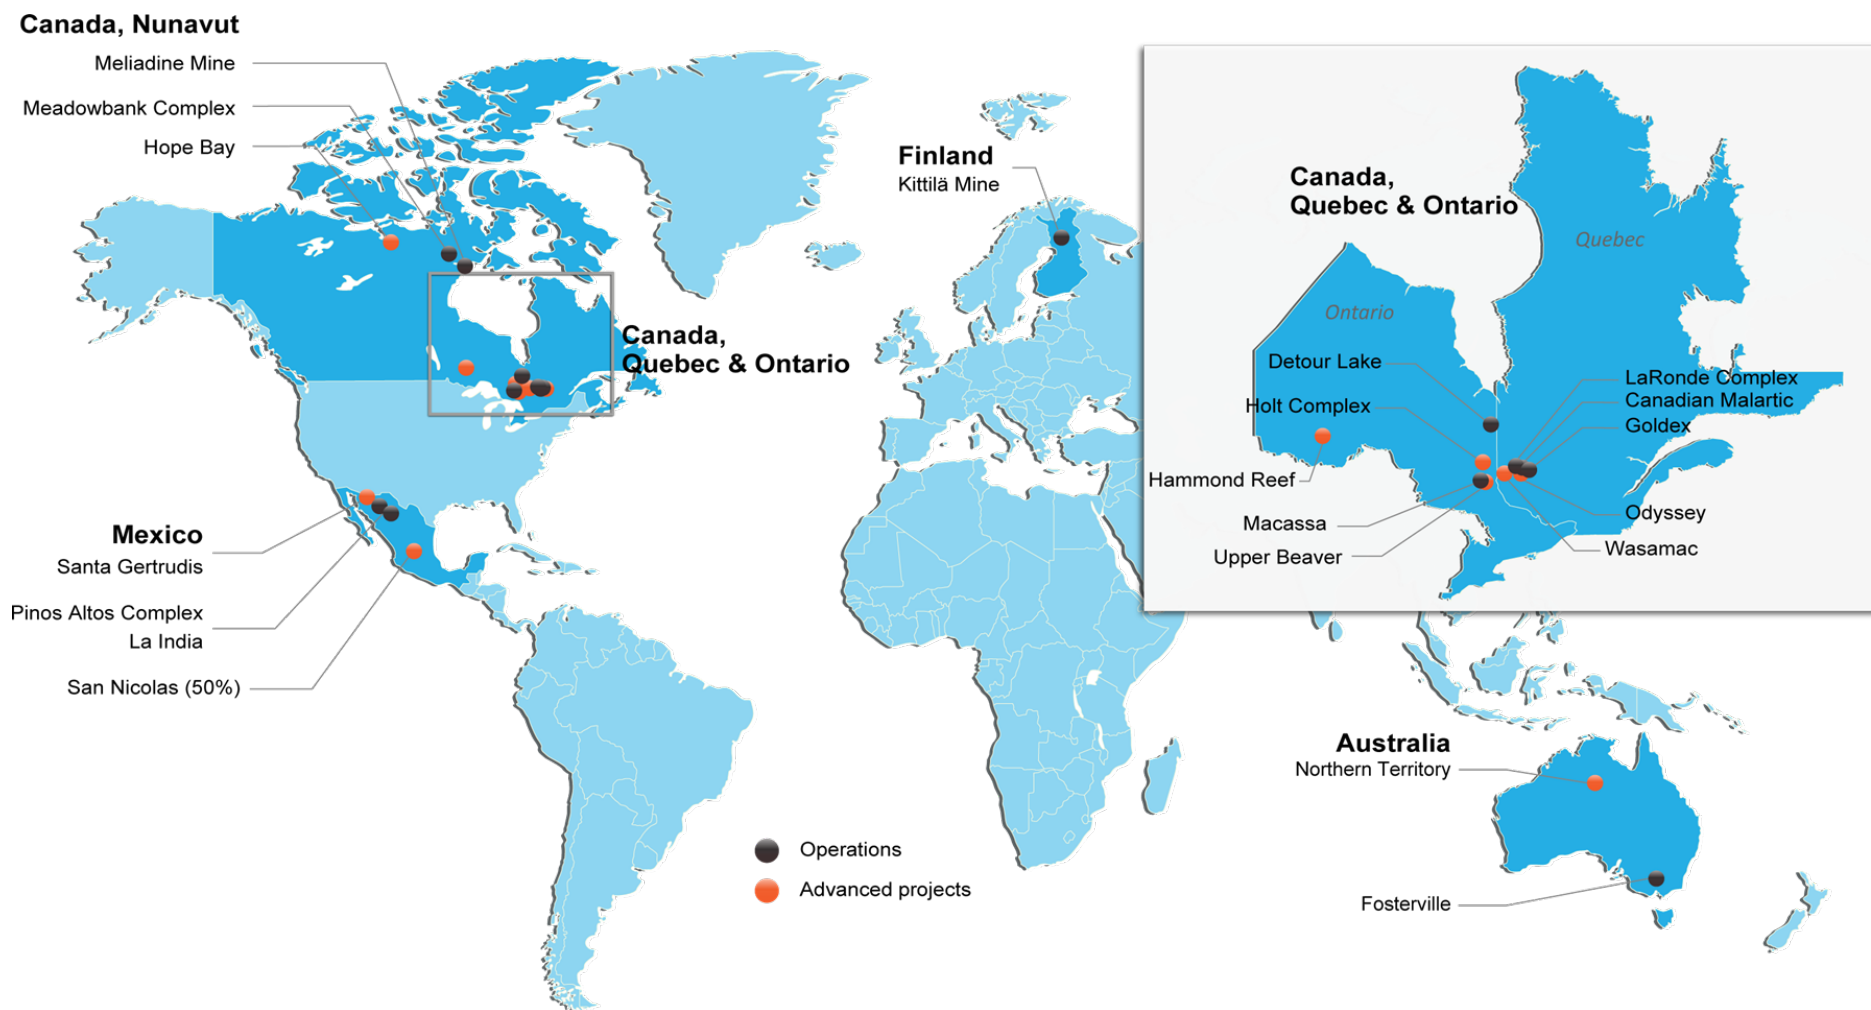 Canada, Nunavut
Meliadine Mine
Meadowbank Complex
Hope Bay
Finland
Kittilä Mine
Canada,
Quebec & Ontario
Mexico
Santa Gertrudis
Pinos Altos Complex
La India
San Nicolas (50%)
Operations
Advanced projects
Canada,
Quebec & Ontario
Quebec
Ontario
Detour Lake
Holt Complex
Hammond Reef
Macassa
Upper Beaver
LaRonde Complex
Canadian Malartic
Goldex
Odyssey
Wasamac
Australia
Northern Territory
Fosterville